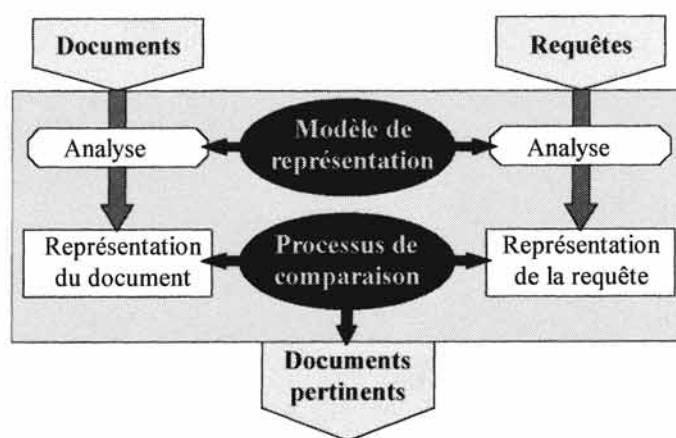 Documents
Requêtes
Modèle de
représentation
Analyse
Analyse
Représentation
du document
Processus de
comparaison
Représentation
de la requête
Documents
pertinents